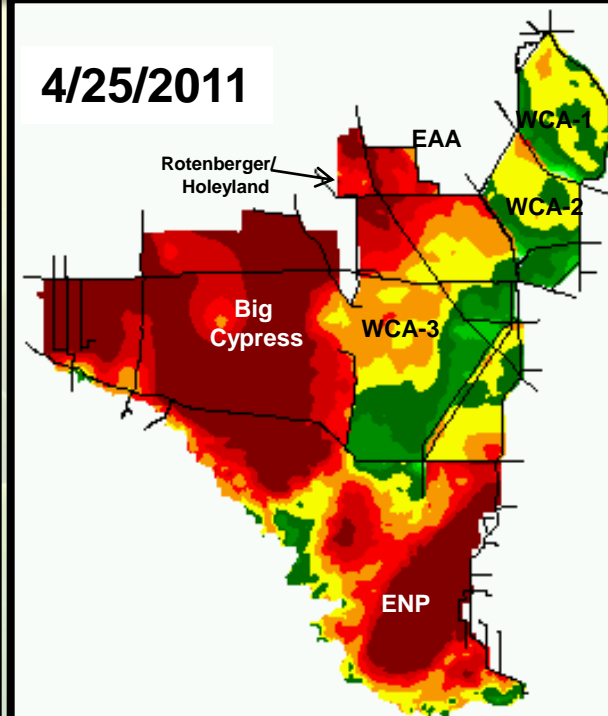 4/25/2011
WCA-1
EAA
Rotenberger/
Holeyland
WCA-2
Big
Cypress
WCA-3
ENP